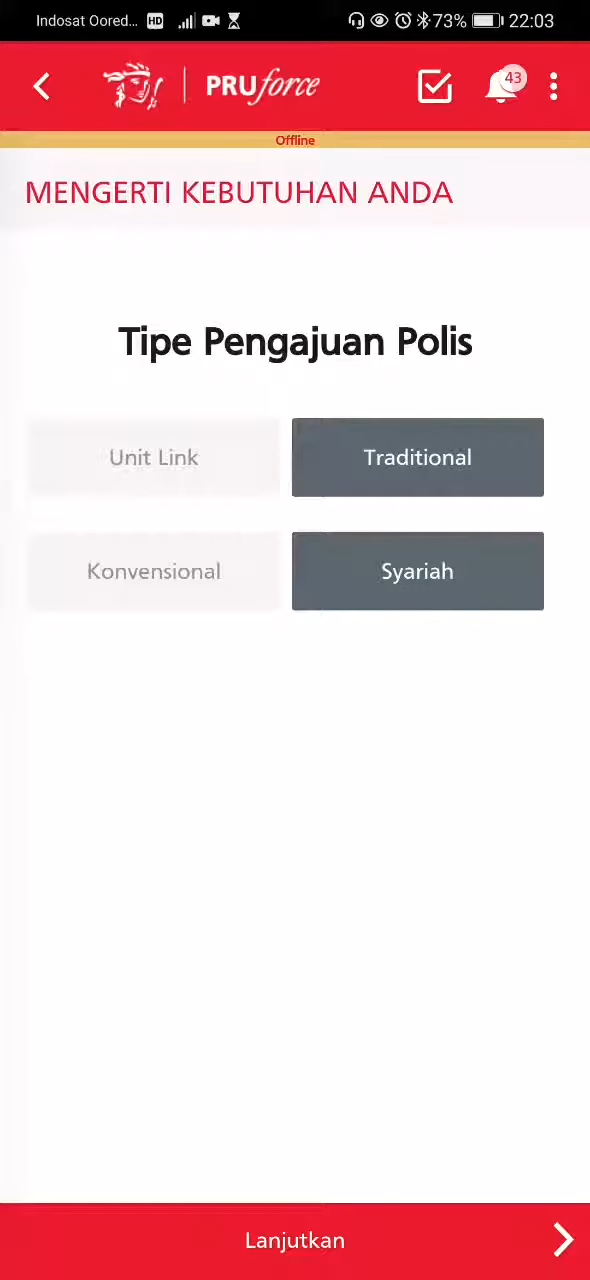 Indosat Oored... HD 73% 22:03
PRUforce 43
Offline
MENGERTI KEBUTUHAN ANDA
Tipe Pengajuan Polis
Unit Link Traditional
Konvensional Syariah
Lanjutkan